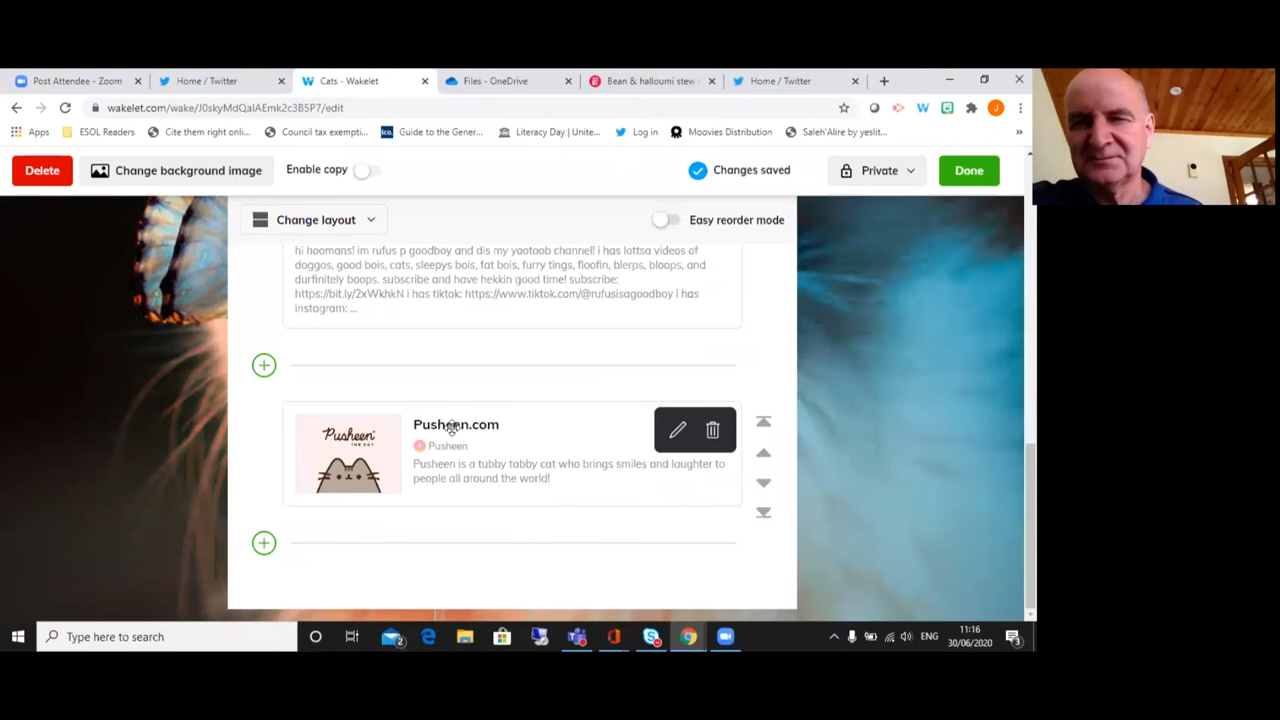 Post Attendee - Zoom
Home / Twitter
Cats - Wakelet
Files - OneDrive
Bean & halloumi stew
Home / Twitter
wakelet.com/wake/J0skyMdQalAEmk2c3B5P7/edit
Apps
ESOL Readers
Cite them right onli...
Council tax exempti...
ico.
Guide to the Gener...
Literacy Day | Unite...
Log in
Moovies Distribution
Saleh'Alire by yeslit...
Delete
Change background image
Enable copy
Changes saved
Private
Done
Change layout
Easy reorder mode
hi hoomans! im rufus p goodboy and dis my yootoob channel! i has lottsa videos of
doggos, good bois, cats, sleepys bois, fat bois, furry tings, floofin, blerps, bloops, and
durfinitely boops. subscribe and have hekkin good time! subscribe:
https://bit.ly/2xWkhkN i has tiktok: https://www.tiktok.com/@rufusisagoodboy i has
instagram: ...
Pusheen
THE CAT
Pusheen.com
Pusheen
Pusheen is a tubby tabby cat who brings smiles and laughter to
people all around the world!
Type here to search
2
ENG
11:16
30/06/2020
3